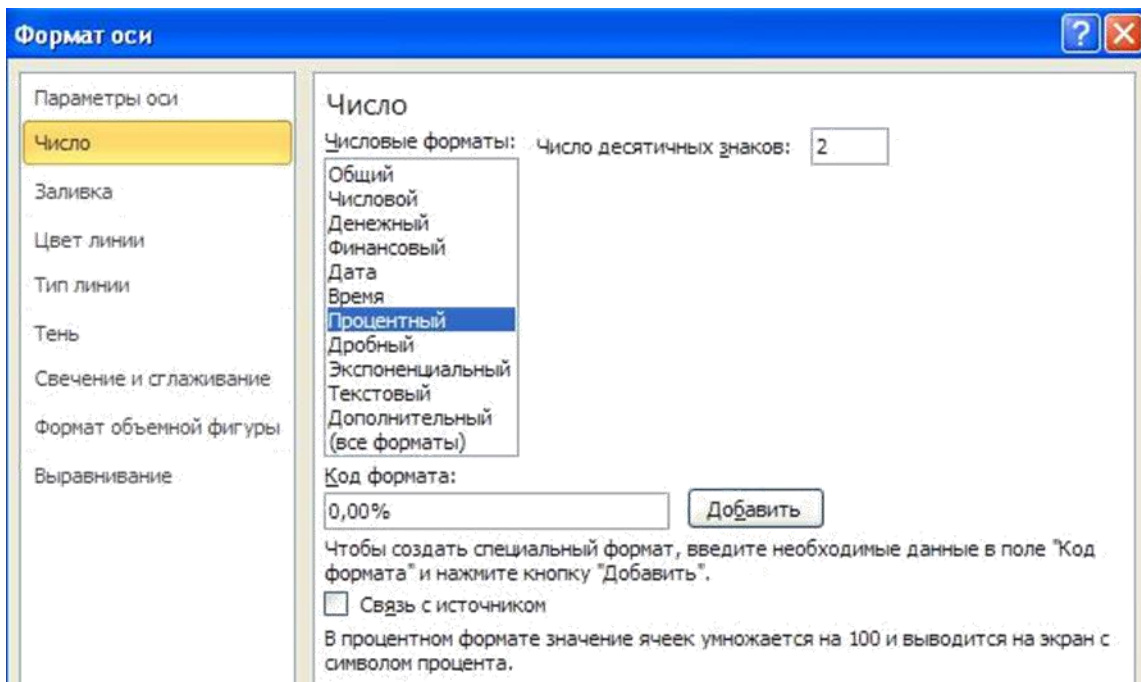 Формат оси
Параметры оси
Число
Заливка
Цвет линии
Тип линии
Тень
Свечение и сглаживание
Формат объемной фигуры
Выравнивание
Число
Числовые форматы:
Число десятичных знаков: 2
Общий
Числовой
Денежный
Финансовый
Дата
Время
Процентный
Дробный
Экспоненциальный
Текстовый
Дополнительный
(все форматы)
Код формата:
0,00%
Добавить
Чтобы создать специальный формат, введите необходимые данные в поле "Код
формата" и нажмите кнопку "Добавить".
Связь с источником
В процентном формате значение ячеек умножается на 100 и выводится на экран с
символом процента.